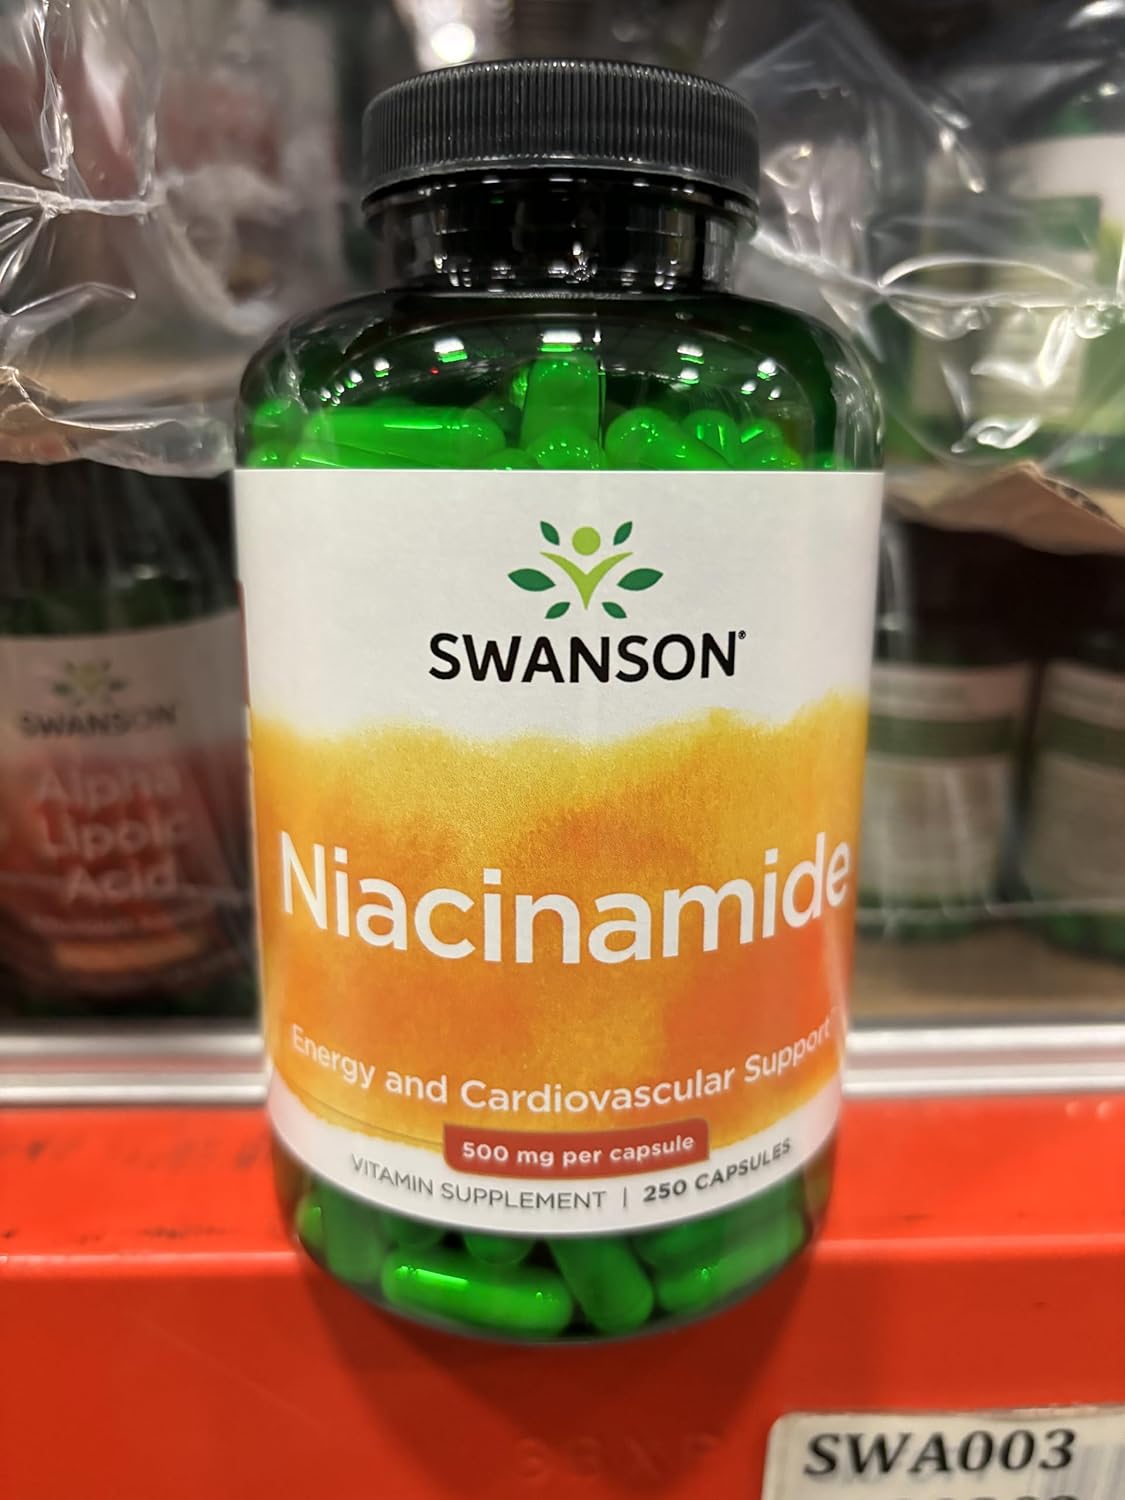 SWANSON®
Niacinamide
Energy and Cardiovascular Support
500 mg per capsule
VITAMIN SUPPLEMENT | 250 CAPSULES
SWANSON
Alpha
Lipoic
Acid
SWA003